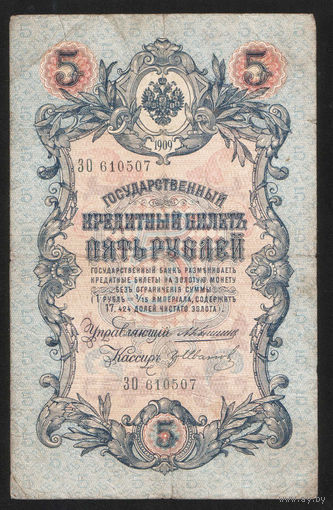 5 5
1909
ЗО 610507
ГОСУДАРСТВЕННЫЙ
КРЕДИТНЫЙ БИЛЕТЪ
ПЯТЬ РУБЛЕЙ
ГОСУДАРСТВЕННЫЙ БАНКЪ РАЗМѢНИВАЕТЪ
КРЕДИТНЫЕ БИЛЕТЫ НА ЗОЛОТУЮ МОНЕТУ
БЕЗЪ ОГРАНИЧЕНІЯ СУММЫ
(1 РУБЛЬ = 1/15 ИМПЕРІАЛА, СОДЕРЖИТЪ
17,424 ДОЛЕЙ ЧИСТАГО ЗОЛОТА).
Управляющій
Кассиръ
ЗО 610507
5
www.ay.by